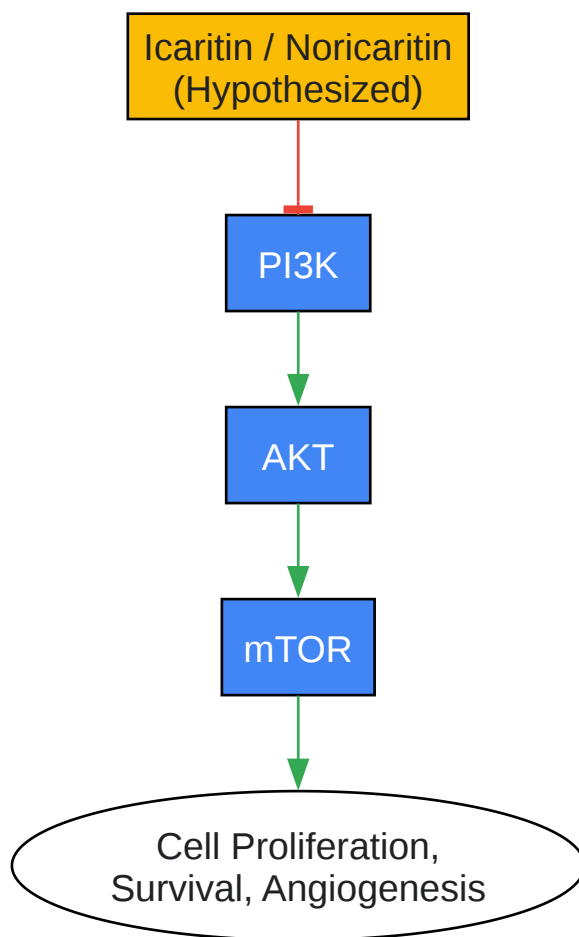 Icaritin / Noricaritin
(Hypothesized)
PI3K
AKT
mTOR
Cell Proliferation,
Survival, Angiogenesis